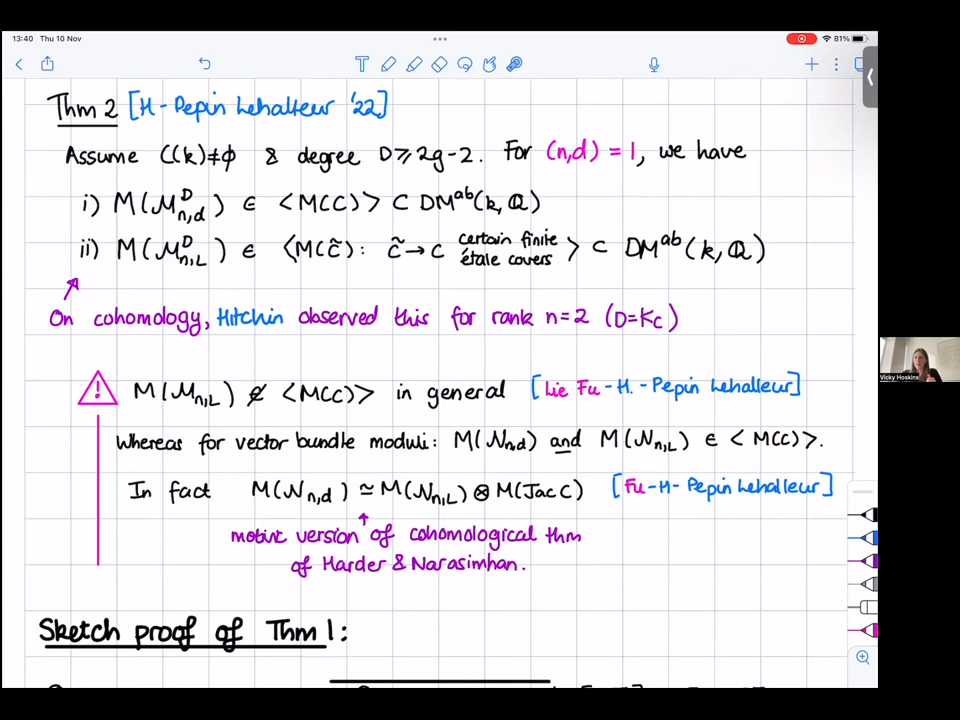 13:40 Thu 10 Nov
81%
Thm 2 [H-Pepin Lehalleur '22]
Assume C(k)≠∅ & degree D ≥ 2g-2. For (n,d) = 1, we have
i) M(M^D_{n,d}) ∈ <M(C)> ⊂ DM^{ab}(k,Q)
ii) M(M^D_{n,L}) ∈ <M(C̃): C̃→C certain finite étale covers> ⊂ DM^{ab}(k,Q)
On cohomology, Hitchin observed this for rank n=2 (D=K_C)
M(M_{n,L}) ∉ <M(C)> in general [Lie Fu-H.-Pepin Lehalleur]
Whereas for vector bundle moduli: M(N_{n,d}) and M(N_{n,L}) ∈ <M(C)>.
In fact M(N_{n,d}) ≃ M(N_{n,L}) ⊗ M(Jac C) [Fu-H-Pepin Lehalleur]
motivic version of cohomological thm
of Harder & Narasimhan.
Sketch proof of Thm 1:
Vicky Hoskins